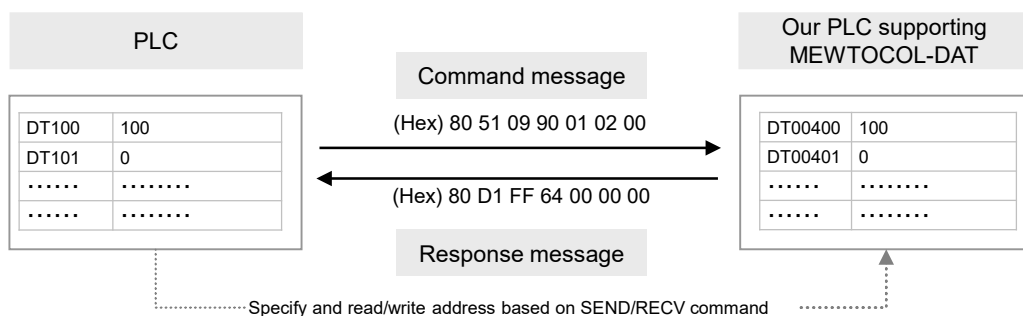 PLC
Our PLC supporting
MEWTOCOL-DAT
Command message
(Hex) 80 51 09 90 01 02 00
DT100 100
DT101 0
...... ........
...... ........
DT00400 100
DT00401 0
...... ........
...... ........
(Hex) 80 D1 FF 64 00 00 00
Response message
Specify and read/write address based on SEND/RECV command